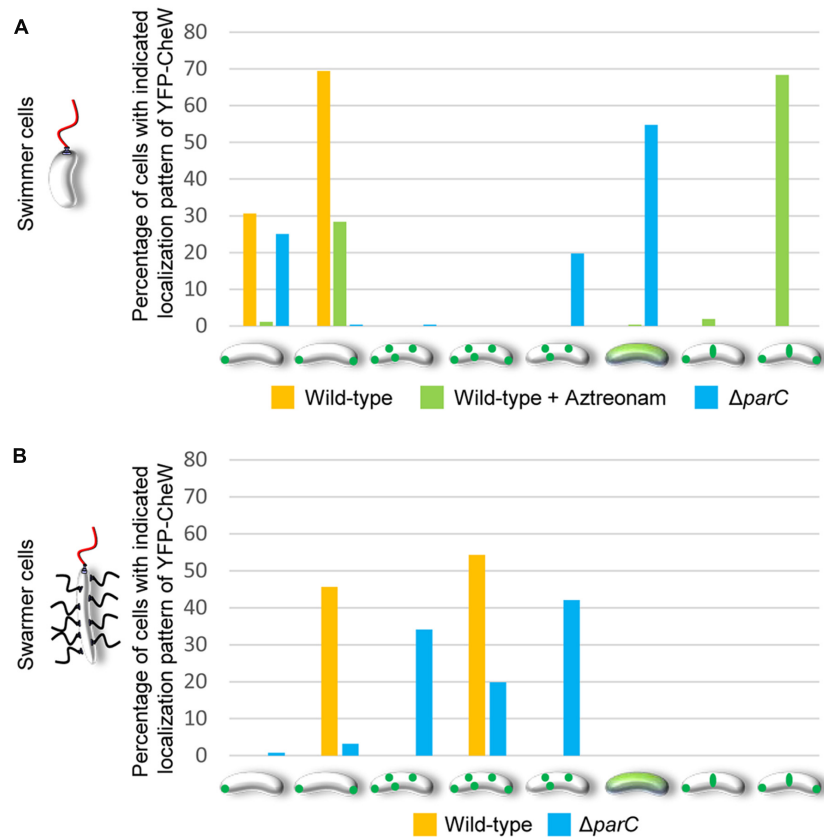 A
Swimmer cells
Percentage of cells with indicated
localization pattern of YFP-CheW
80
70
60
50
40
30
20
10
0
Wild-type
Wild-type + Aztreonam
ΔparC
B
Swarmer cells
Percentage of cells with indicated
localization pattern of YFP-CheW
80
70
60
50
40
30
20
10
0
Wild-type
ΔparC